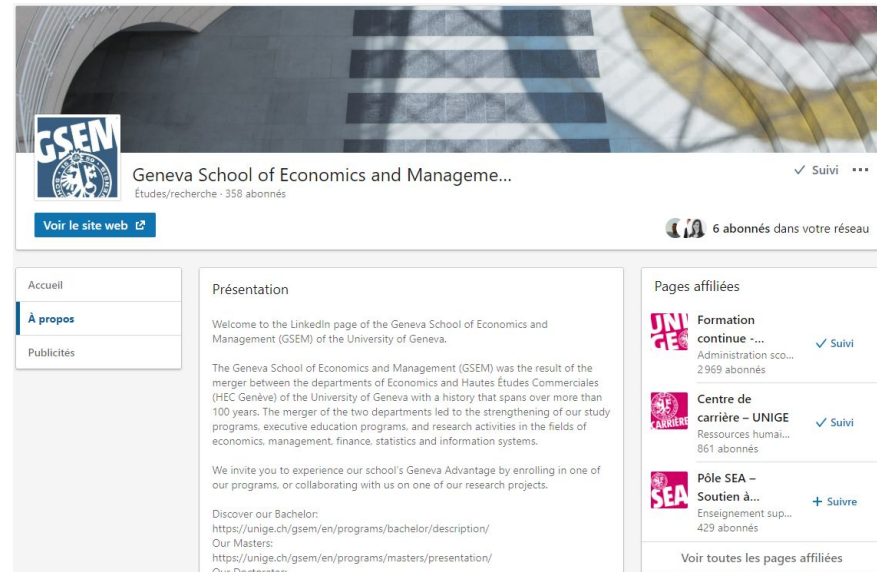 GSEM
Geneva School of Economics and Manageme...
Études/recherche · 358 abonnés
✓ Suivi ...
Voir le site web
6 abonnés dans votre réseau
Accueil
À propos
Publicités
Présentation
Welcome to the LinkedIn page of the Geneva School of Economics and
Management (GSEM) of the University of Geneva.
The Geneva School of Economics and Management (GSEM) was the result of the
merger between the departments of Economics and Hautes Études Commerciales
(HEC Genève) of the University of Geneva with a history that spans over more than
100 years. The merger of the two departments led to the strengthening of our study
programs, executive education programs, and research activities in the fields of
economics, management, finance, statistics and information systems.
We invite you to experience our school's Geneva Advantage by enrolling in one of
our programs, or collaborating with us on one of our research projects.
Discover our Bachelor:
https://unige.ch/gsem/en/programs/bachelor/description/
Our Masters:
https://unige.ch/gsem/en/programs/masters/presentation/
Our Doctorates:
Pages affiliées
UNI
GE
Formation
continue -...
Administration sco...
2 969 abonnés
✓ Suivi
CARRIÈRE
Centre de
carrière – UNIGE
Ressources humai...
861 abonnés
✓ Suivi
SEA
Pôle SEA –
Soutien à...
Enseignement sup...
429 abonnés
+ Suivre
Voir toutes les pages affiliées